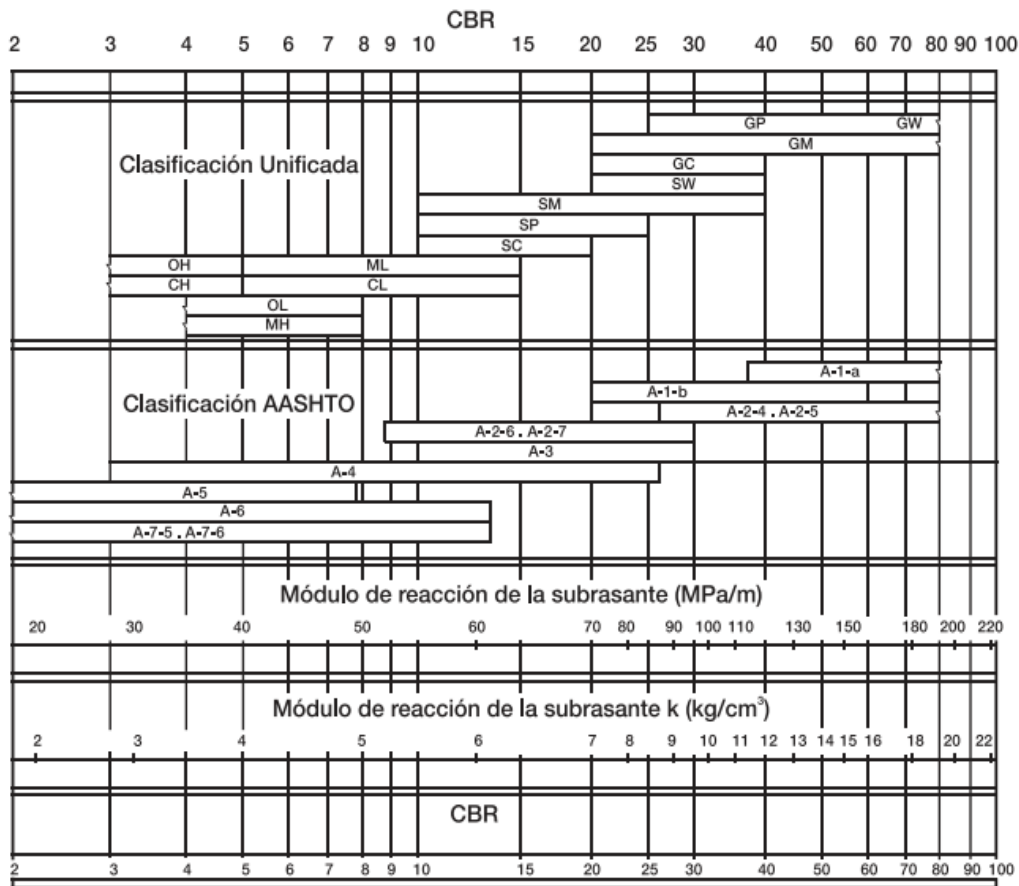 CBR
2 3 4 5 6 7 8 9 10 15 20 25 30 40 50 60 70 80 90 100
GP GW
Clasificación Unificada
GM
GC
SW
SM
SP
SC
OH ML
CH CL
OL
MH
A-1-a
Clasificación AASHTO
A-1-b
A-2-4 . A-2-5
A-2-6 . A-2-7
A-3
A-4
A-5
A-6
A-7-5 . A-7-6
Módulo de reacción de la subrasante (MPa/m)
20 30 40 50 60 70 80 90 100 110 130 150 180 200 220
Módulo de reacción de la subrasante k (kg/cm³)
2 3 4 5 6 7 8 9 10 11 12 13 14 15 16 18 20 22
CBR
2 3 4 5 6 7 8 9 10 15 20 25 30 40 50 60 70 80 90 100